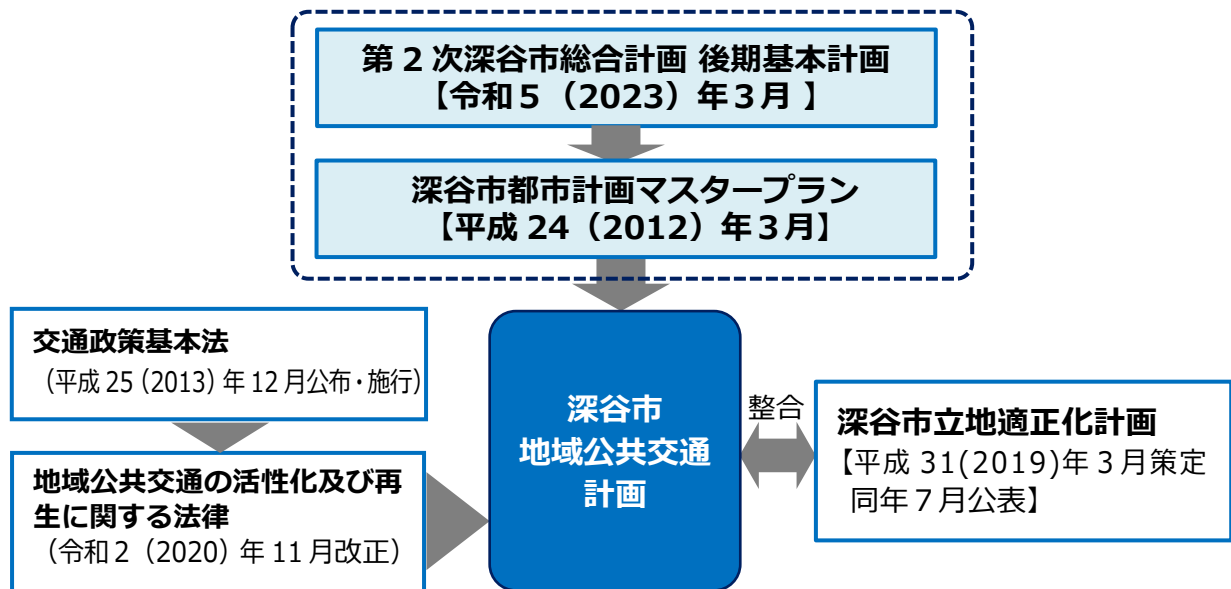 第2次深谷市総合計画 後期基本計画
【令和5（2023）年3月 】
深谷市都市計画マスタープラン
【平成 24（2012）年3月】
交通政策基本法
（平成 25（2013）年 12 月公布・施行）
地域公共交通の活性化及び再
生に関する法律
（令和2（2020）年 11 月改正）
深谷市
地域公共交通
計画
整合
深谷市立地適正化計画
【平成 31(2019)年3月策定
同年7月公表】